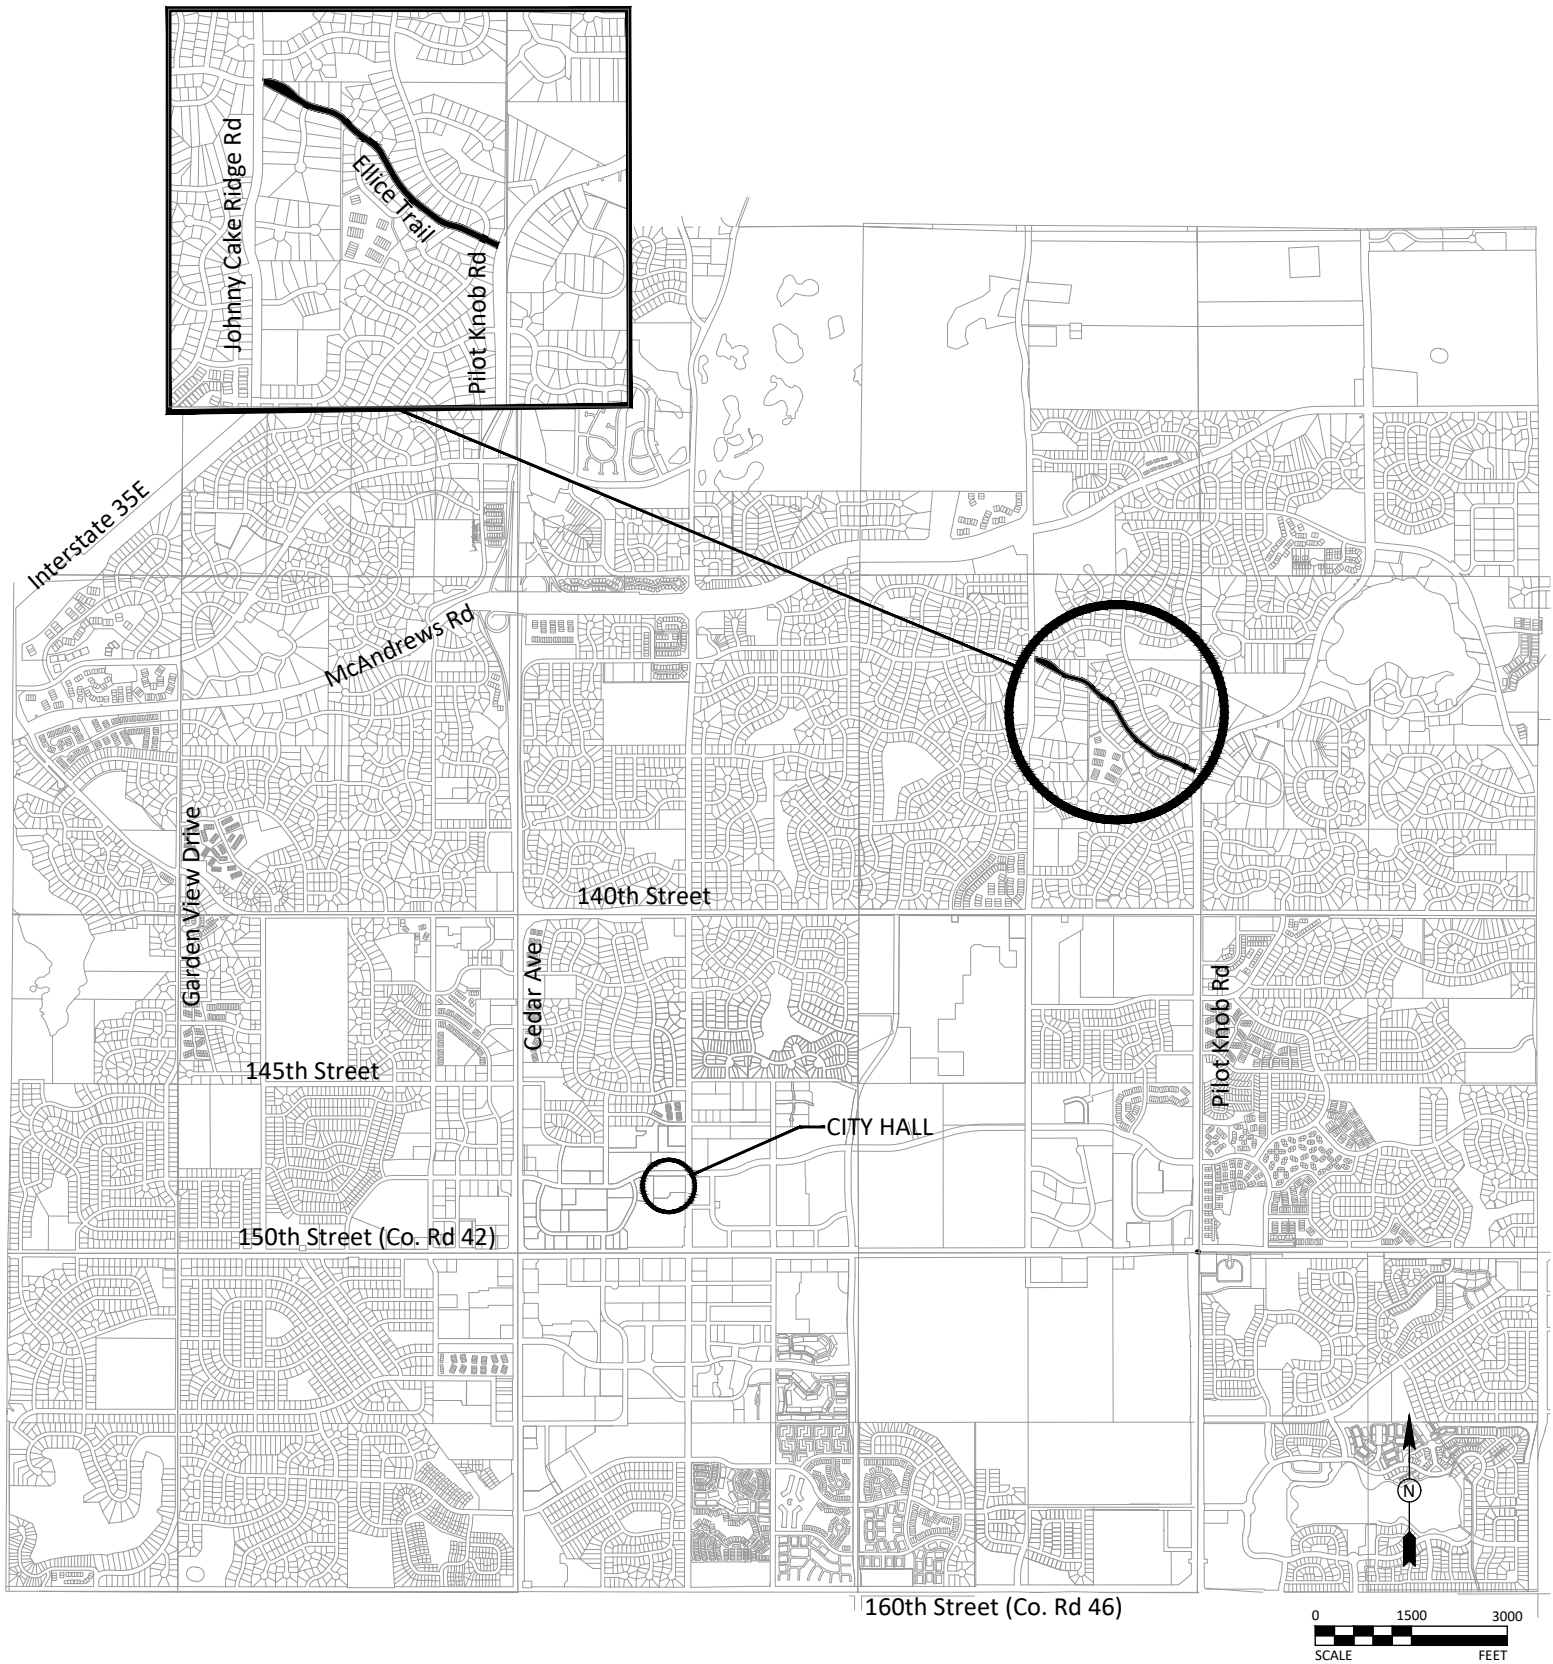 Johnny Cake Ridge Rd
Ellice Trail
Pilot Knob Rd
Interstate 35E
McAndrews Rd
Garden View Drive
140th Street
Cedar Ave
Pilot Knob Rd
145th Street
CITY HALL
150th Street (Co. Rd 42)
N
160th Street (Co. Rd 46)
0 1500 3000
SCALE FEET